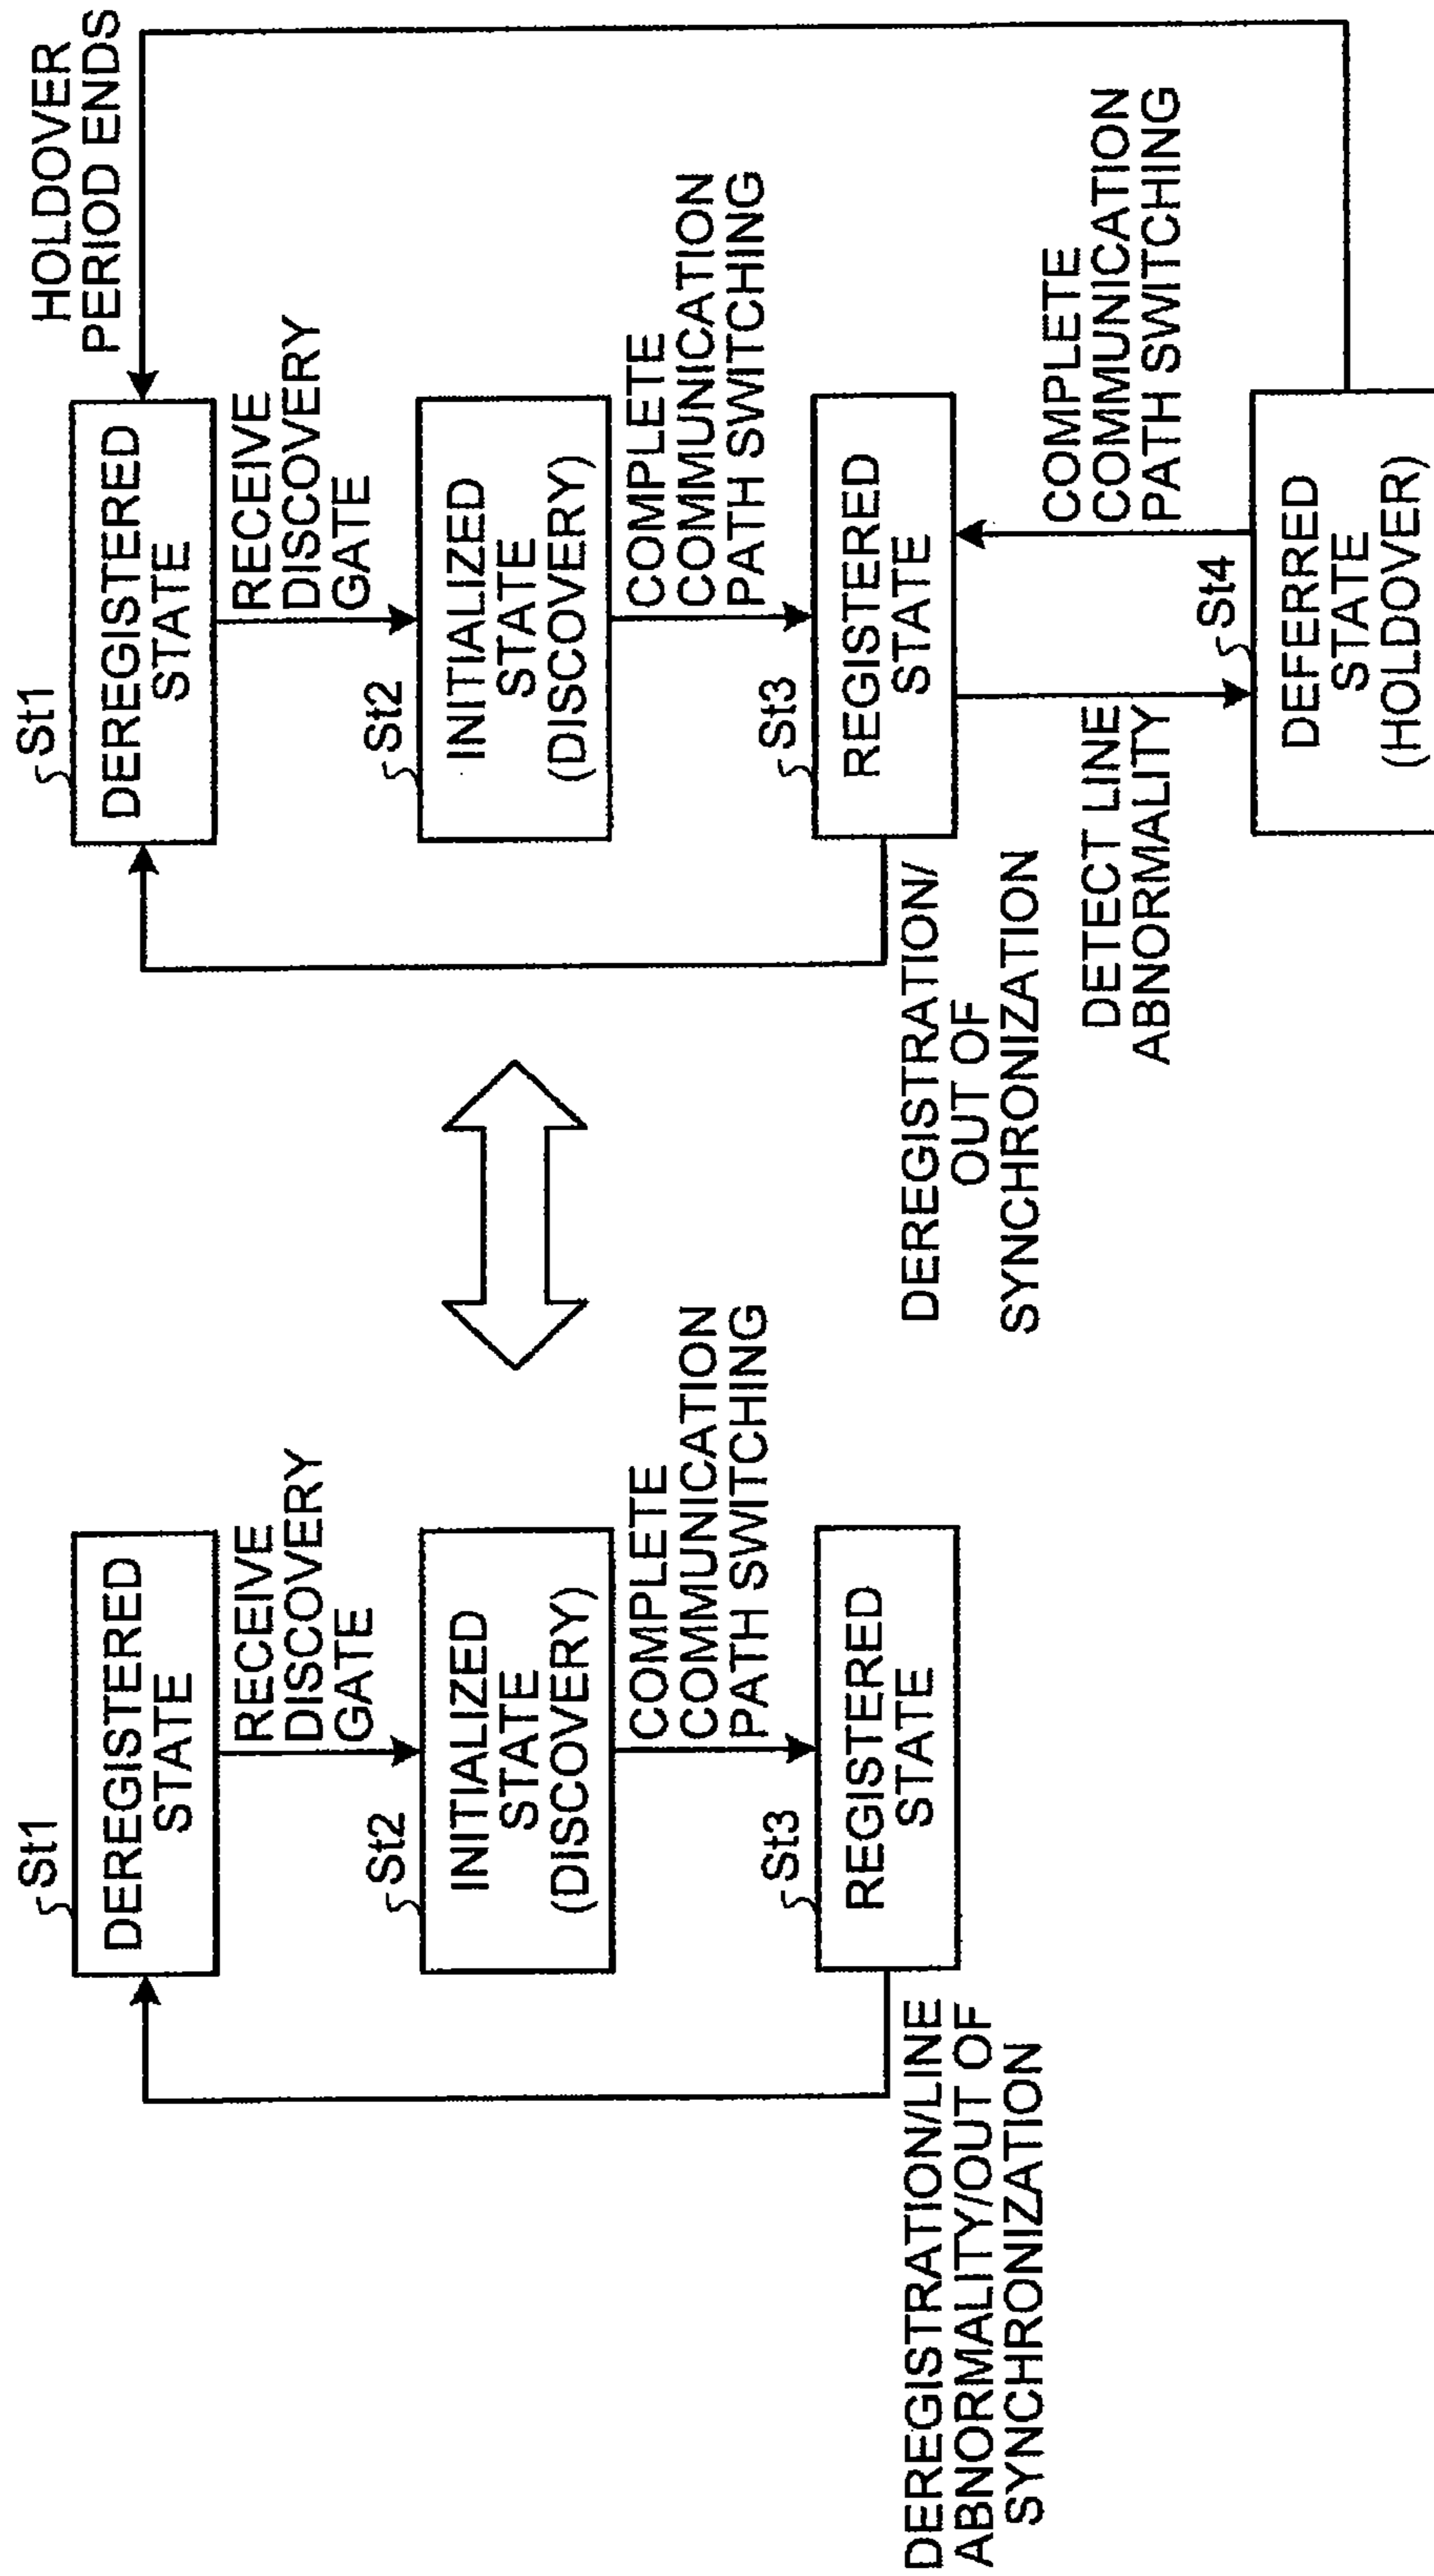 St1
DEREGISTERED
STATE
RECEIVE
DISCOVERY
GATE
St2
INITIALIZED
STATE
(DISCOVERY)
COMPLETE
COMMUNICATION
PATH SWITCHING
St3
REGISTERED
STATE
DEREGISTRATION/LINE
ABNORMALITY/OUT OF
SYNCHRONIZATION
HOLDOVER
PERIOD ENDS
St1
DEREGISTERED
STATE
RECEIVE
DISCOVERY
GATE
St2
INITIALIZED
STATE
(DISCOVERY)
COMPLETE
COMMUNICATION
PATH SWITCHING
St3
REGISTERED
STATE
DEREGISTRATION/
OUT OF
SYNCHRONIZATION
DETECT LINE
ABNORMALITY
COMPLETE
COMMUNICATION
PATH SWITCHING
St4
DEFERRED
STATE
(HOLDOVER)